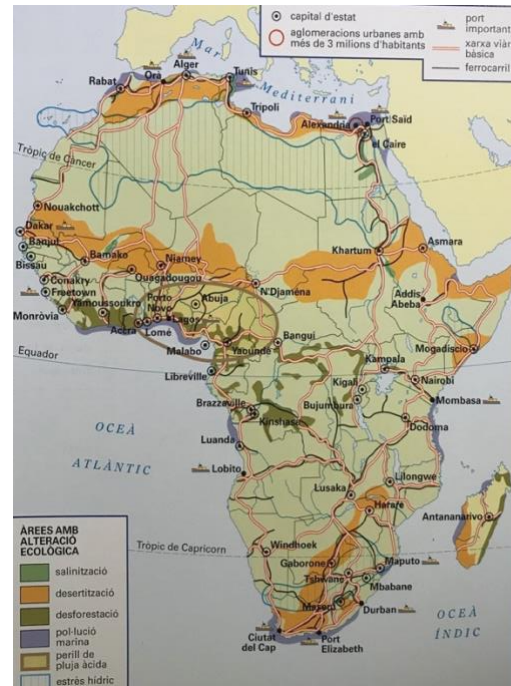 capital d'estat
aglomeracions urbanes amb
més de 3 milions d'habitants
port
important
xarxa viària
bàsica
ferrocarril
Mar
Mediterrani
Rabat
Orà
Alger
Tunis
Trípoli
Alexandria
Port Saïd
el Caire
Tròpic de Càncer
Nouakchott
Dakar
Banjul
Bissau
Bamako
Niamey
Ouagadougou
N'Djamena
Khartum
Asmara
Conakry
Freetown
Yamoussoukro
Porto
Novo
Abuja
Addis
Abeba
Monròvia
Accra
Lomé
Lagos
Malabo
Yaoundé
Bangui
Mogadiscio
Equador
Libreville
Kampala
Kigali
Nairobi
Brazzaville
Bujumbura
Mombasa
Kinshasa
Dodoma
OCEÀ
ATLÀNTIC
Luanda
Lobito
Lilongwe
Lusaka
Harare
Antananarivo
Tròpic de Capricorn
Windhoek
Gaborone
Tshwane
Maputo
Mbabane
Maseru
Durban
Ciutat
del Cap
Port
Elizabeth
OCEÀ
ÍNDIC
ÀREES AMB
ALTERACIÓ
ECOLÒGICA
salinització
desertització
desforestació
pol·lució
marina
perill de
pluja àcida
estrès hídric